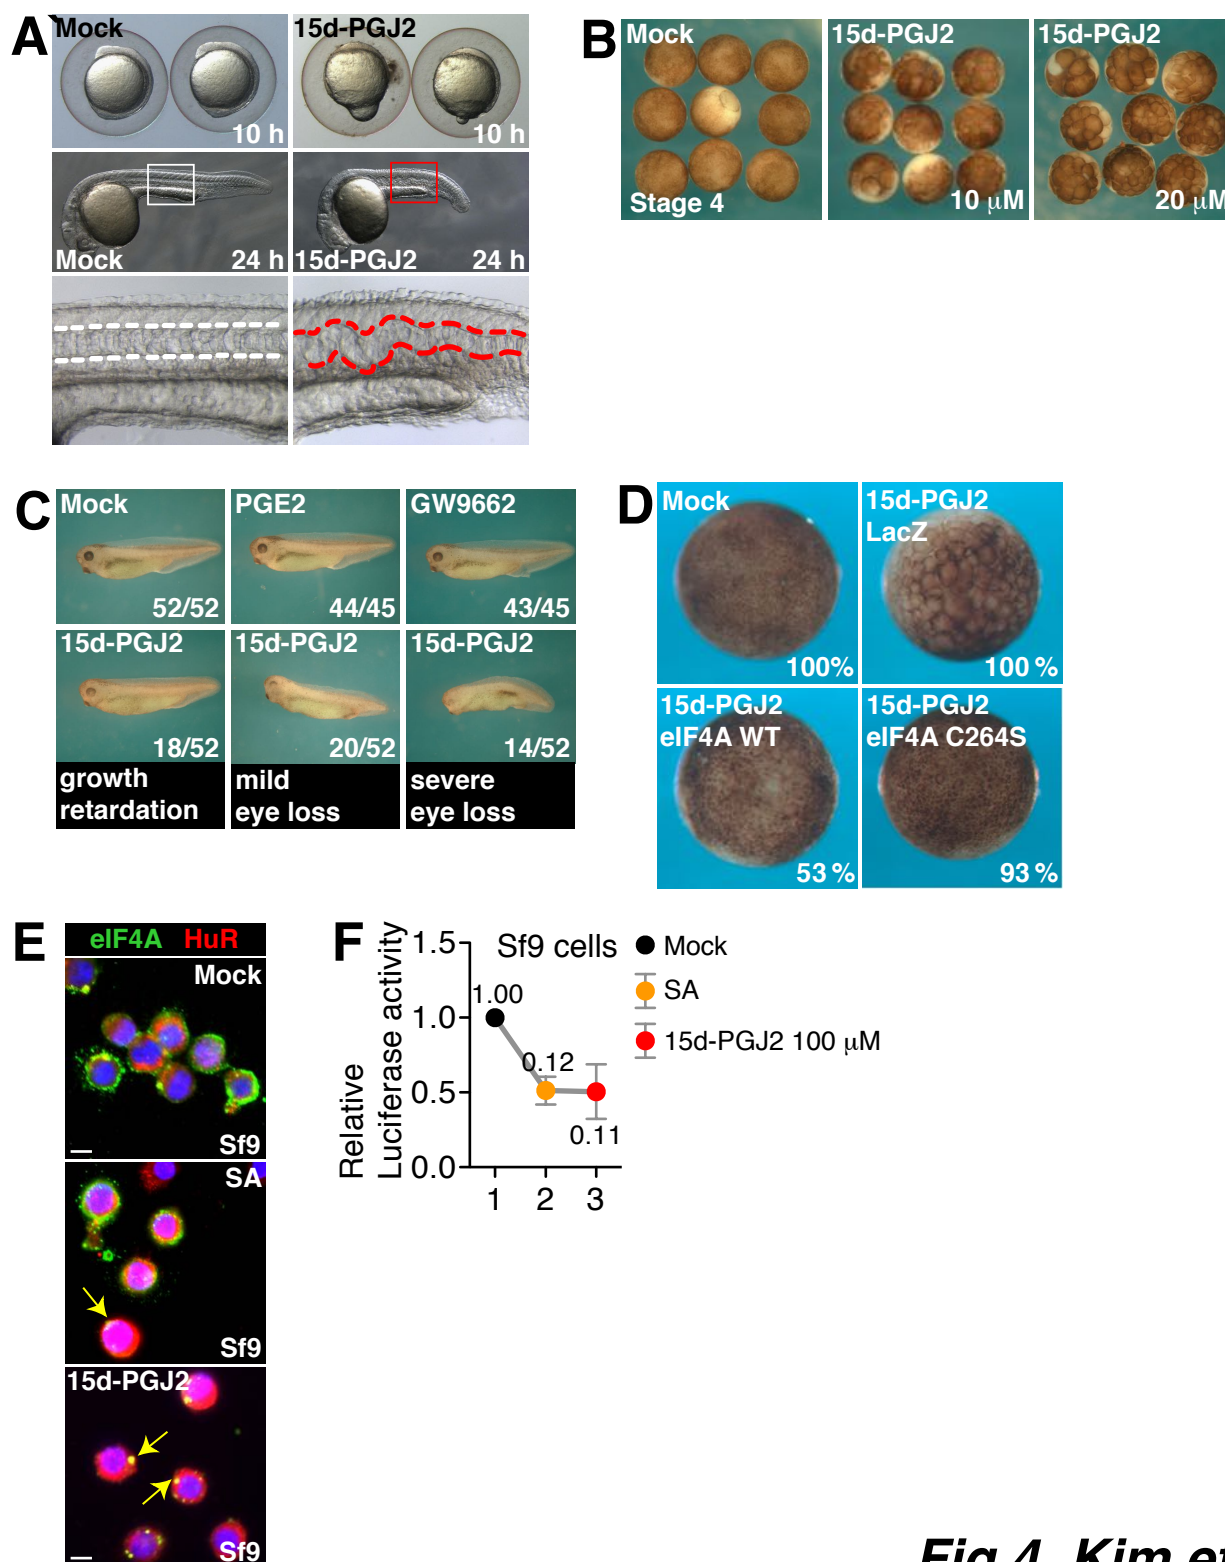 A
Mock
15d-PGJ2
10 h
10 h
Mock
24 h
15d-PGJ2
24 h
B
Mock
15d-PGJ2
15d-PGJ2
Stage 4
10 μM
20 μM
C
Mock
PGE2
GW9662
52/52
44/45
43/45
15d-PGJ2
15d-PGJ2
15d-PGJ2
18/52
20/52
14/52
growth
retardation
mild
eye loss
severe
eye loss
D
Mock
15d-PGJ2
LacZ
100%
100 %
15d-PGJ2
eIF4A WT
15d-PGJ2
eIF4A C264S
53 %
93 %
E
eIF4A HuR
Mock
Sf9
SA
Sf9
15d-PGJ2
Sf9
F
Relative
Luciferase activity
Sf9 cells
1.5
1.0
0.5
0.0
1.00
0.12
0.11
1 2 3
Mock
SA
15d-PGJ2 100 μM
Fig 4. Kim et